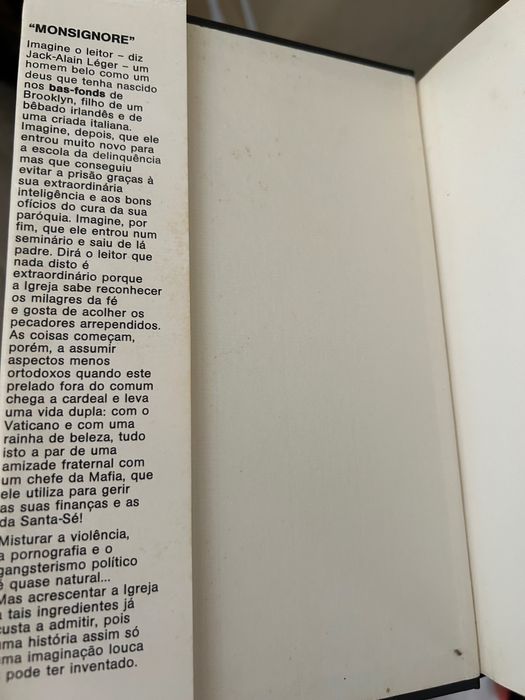 "MONSIGNORE"
Imagine o leitor – diz
Jack-Alain Léger – um
homem belo como um
deus que tenha nascido
nos bas-fonds de
Brooklyn, filho de um
bêbado irlandês e de
uma criada italiana.
Imagine, depois, que ele
entrou muito novo para
a escola da delinquência
mas que conseguiu
evitar a prisão graças à
sua extraordinária
inteligência e aos bons
ofícios do cura da sua
paróquia. Imagine, por
fim, que ele entrou num
seminário e saiu de lá
padre. Dirá o leitor que
nada disto é
extraordinário porque
a Igreja sabe reconhecer
os milagres da fé
e gosta de acolher os
pecadores arrependidos.
As coisas começam,
porém, a assumir
aspectos menos
ortodoxos quando este
prelado fora do comum
chega a cardeal e leva
uma vida dupla: com o
Vaticano e com uma
rainha de beleza, tudo
isto a par de uma
amizade fraternal com
um chefe da Mafia, que
ele utiliza para gerir
as suas finanças e as
da Santa-Sé!
Misturar a violência,
a pornografia e o
gangsterismo político
é quase natural...
Mas acrescentar a Igreja
a tais ingredientes já
custa a admitir, pois
uma história assim só
uma imaginação louca
a pode ter inventado.